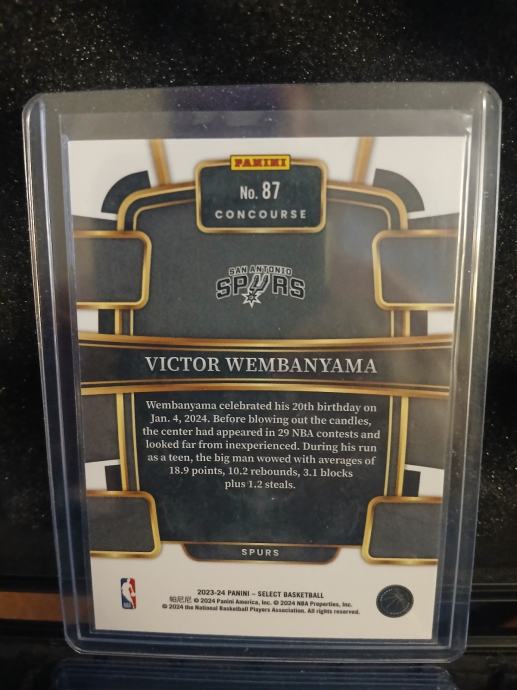 PANINI
No. 87
CONCOURSE
SAN ANTONIO
SPURS
VICTOR WEMBANYAMA
Wembanyama celebrated his 20th birthday on
Jan. 4, 2024. Before blowing out the candles,
the center had appeared in 29 NBA contests and
looked far from inexperienced. During his run
as a teen, the big man wowed with averages of
18.9 points, 10.2 rebounds, 3.1 blocks
plus 1.2 steals.
SPURS
2023-24 PANINI – SELECT BASKETBALL
帕尼尼 © 2024 Panini America, Inc. © 2024 NBA Properties, Inc.
© 2024 the National Basketball Players Association. All rights reserved.